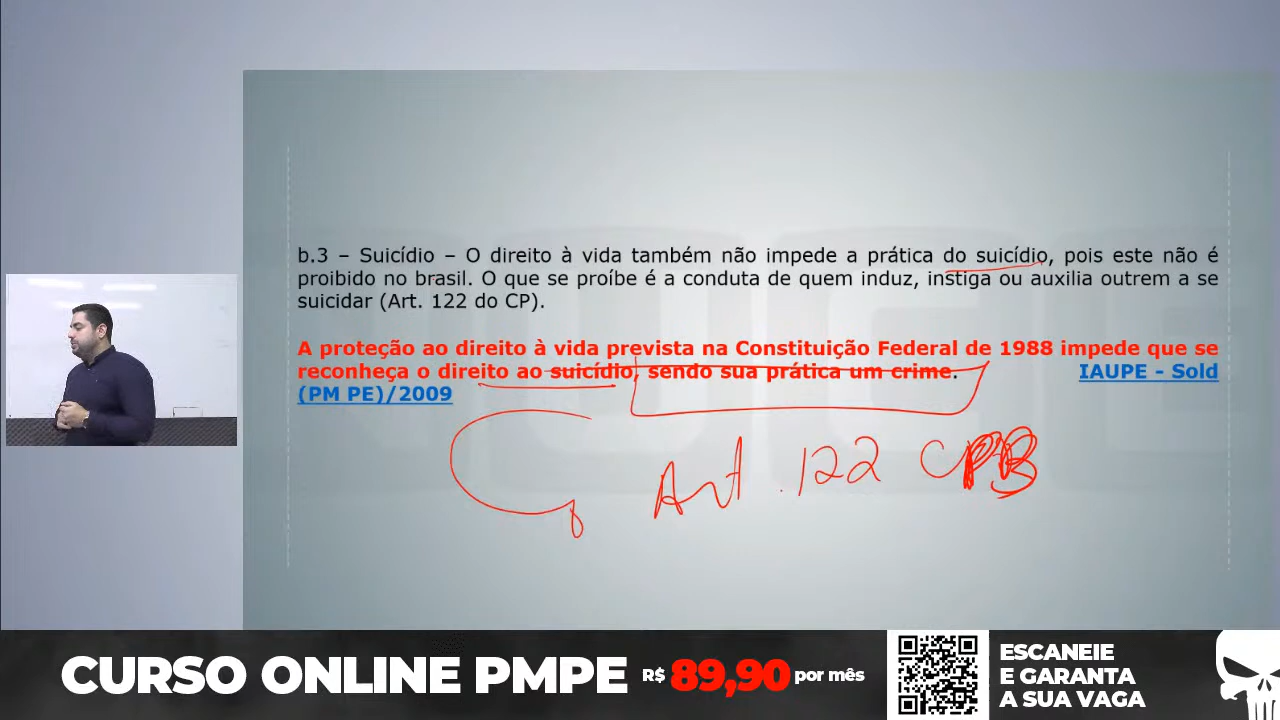 b.3 – Suicídio – O direito à vida também não impede a prática do suicídio, pois este não é
proibido no brasil. O que se proíbe é a conduta de quem induz, instiga ou auxilia outrem a se
suicidar (Art. 122 do CP).
A proteção ao direito à vida prevista na Constituição Federal de 1988 impede que se
reconheça o direito ao suicídio, sendo sua prática um crime. IAUPE - Sold
(PM PE)/2009
Art. 122 CPB
CURSO ONLINE PMPE R$ 89,90 por mês
ESCANEIE
E GARANTA
A SUA VAGA